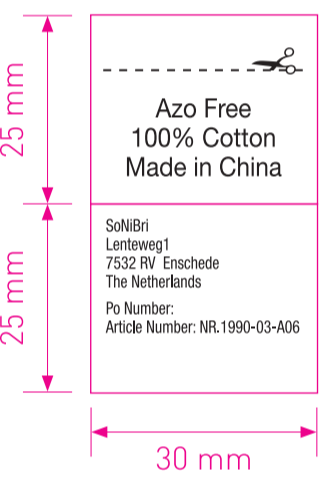 25 mm
Azo Free
100% Cotton
Made in China
25 mm
SoNiBri
Lenteweg1
7532 RV Enschede
The Netherlands
Po Number:
Article Number: NR.1990-03-A06
30 mm